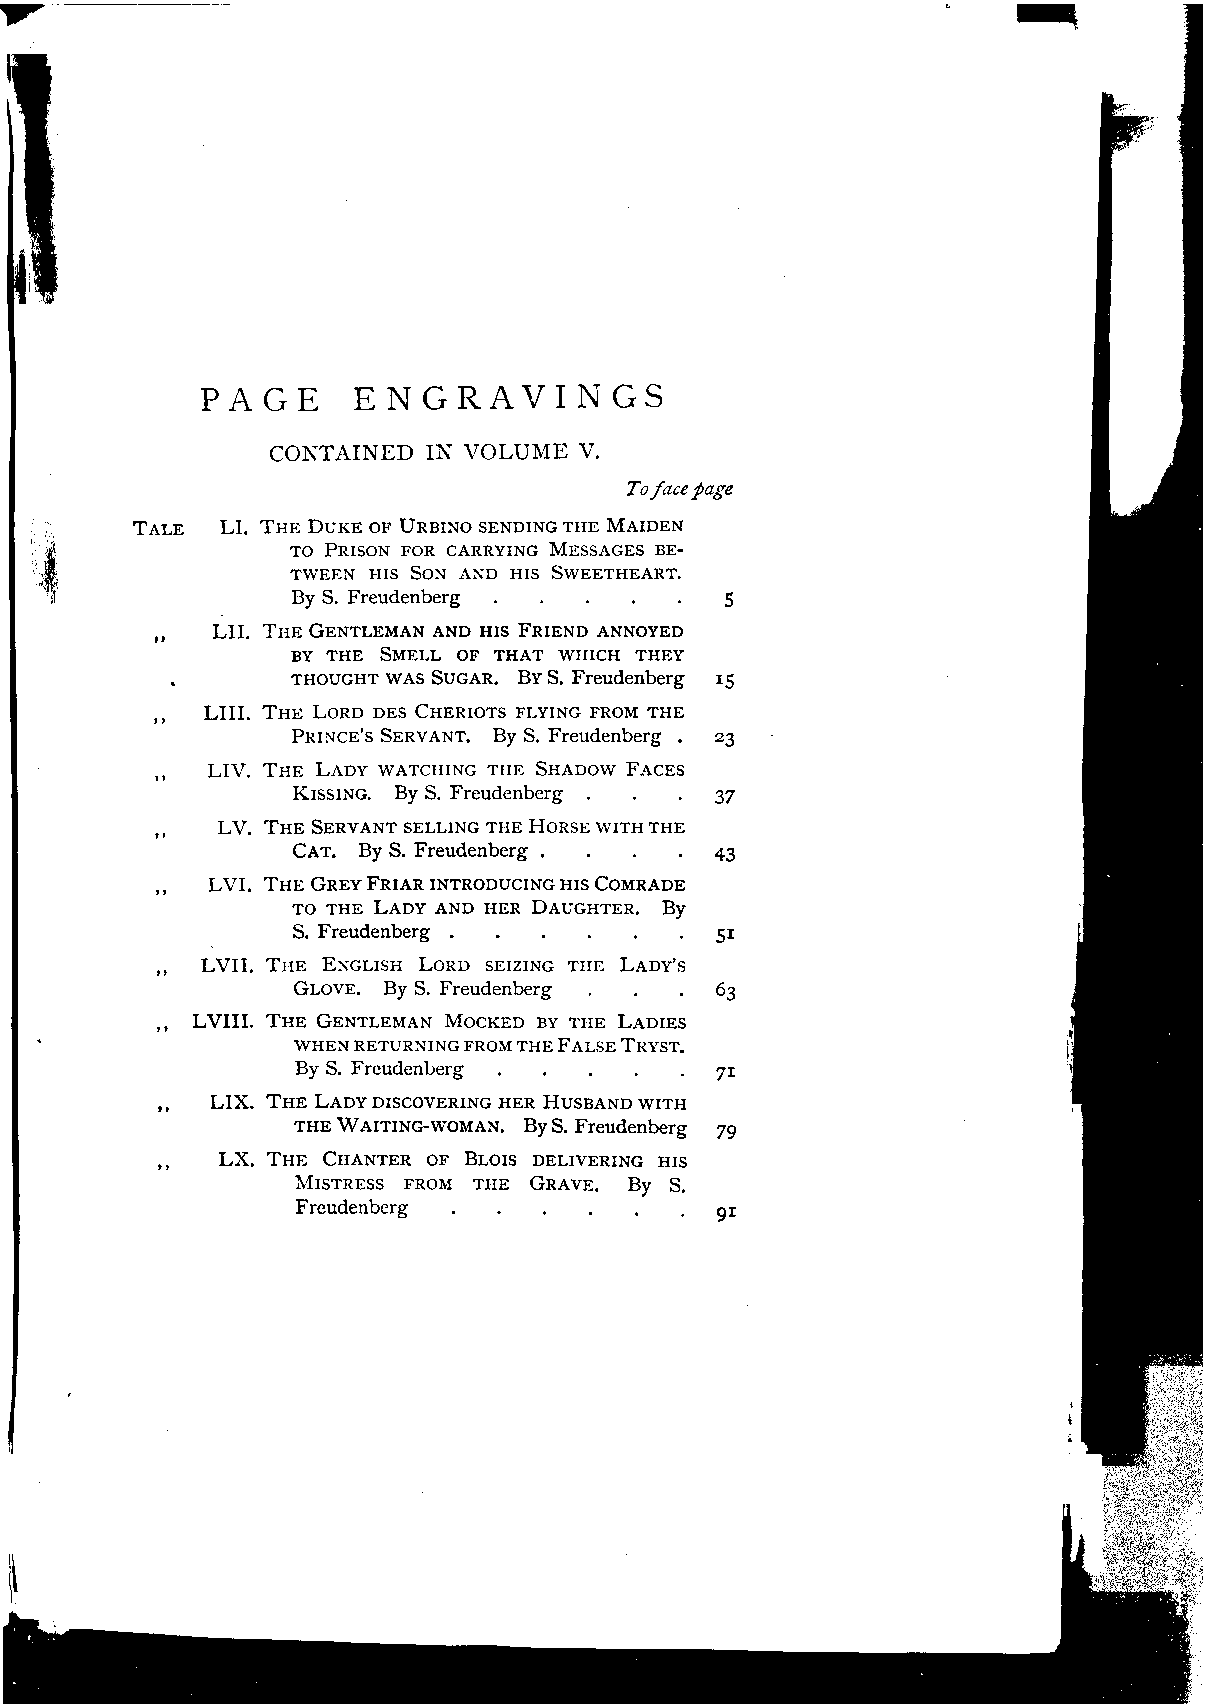 PAGE ENGRAVINGS
CONTAINED IN VOLUME V.
To face page
TALE LI. THE DUKE OF URBINO SENDING THE MAIDEN
TO PRISON FOR CARRYING MESSAGES BE-
TWEEN HIS SON AND HIS SWEETHEART.
By S. Freudenberg . . . . . 5
,, LII. THE GENTLEMAN AND HIS FRIEND ANNOYED
BY THE SMELL OF THAT WHICH THEY
THOUGHT WAS SUGAR. BY S. Freudenberg 15
,, LIII. THE LORD DES CHERIOTS FLYING FROM THE
PRINCE'S SERVANT. By S. Freudenberg . 23
,, LIV. THE LADY WATCHING THE SHADOW FACES
KISSING. By S. Freudenberg . . . 37
,, LV. THE SERVANT SELLING THE HORSE WITH THE
CAT. By S. Freudenberg . . . . 43
,, LVI. THE GREY FRIAR INTRODUCING HIS COMRADE
TO THE LADY AND HER DAUGHTER. By
S. Freudenberg . . . . . . 51
,, LVII. THE ENGLISH LORD SEIZING THE LADY'S
GLOVE. By S. Freudenberg . . . 63
,, LVIII. THE GENTLEMAN MOCKED BY THE LADIES
WHEN RETURNING FROM THE FALSE TRYST.
By S. Freudenberg . . . . . 71
,, LIX. THE LADY DISCOVERING HER HUSBAND WITH
THE WAITING-WOMAN. By S. Freudenberg 79
,, LX. THE CHANTER OF BLOIS DELIVERING HIS
MISTRESS FROM THE GRAVE. By S.
Freudenberg . . . . . . 91